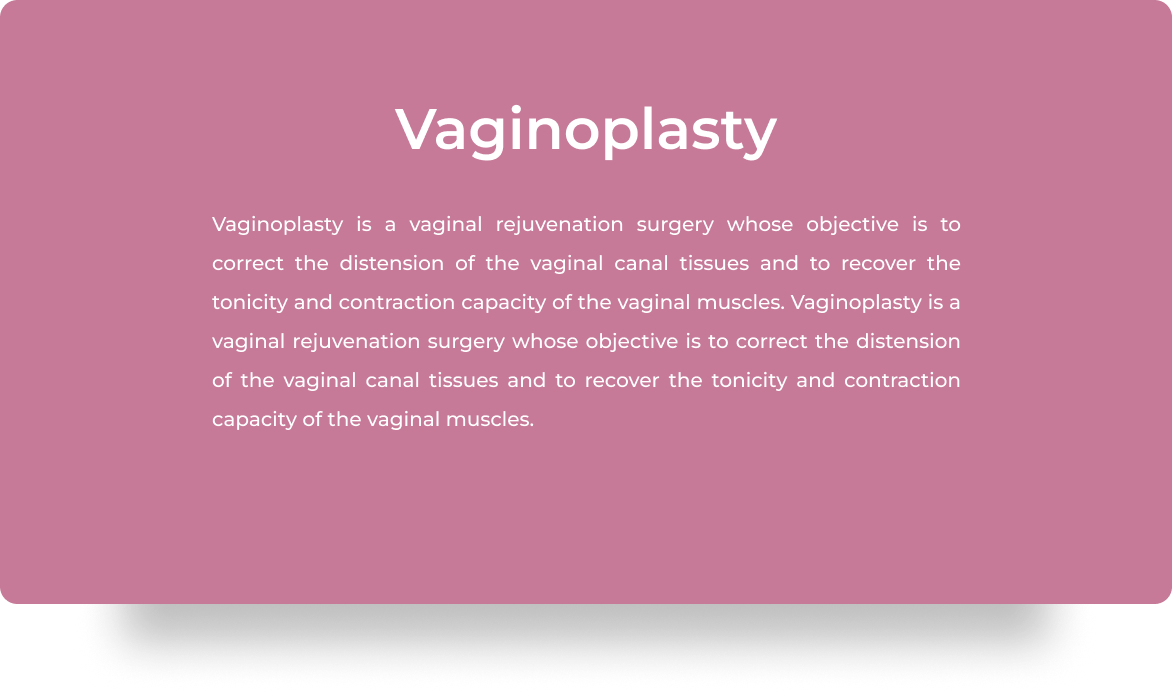 Vaginoplasty
Vaginoplasty is a vaginal rejuvenation surgery whose objective is to
correct the distension of the vaginal canal tissues and to recover the
tonicity and contraction capacity of the vaginal muscles. Vaginoplasty is a
vaginal rejuvenation surgery whose objective is to correct the distension
of the vaginal canal tissues and to recover the tonicity and contraction
capacity of the vaginal muscles.